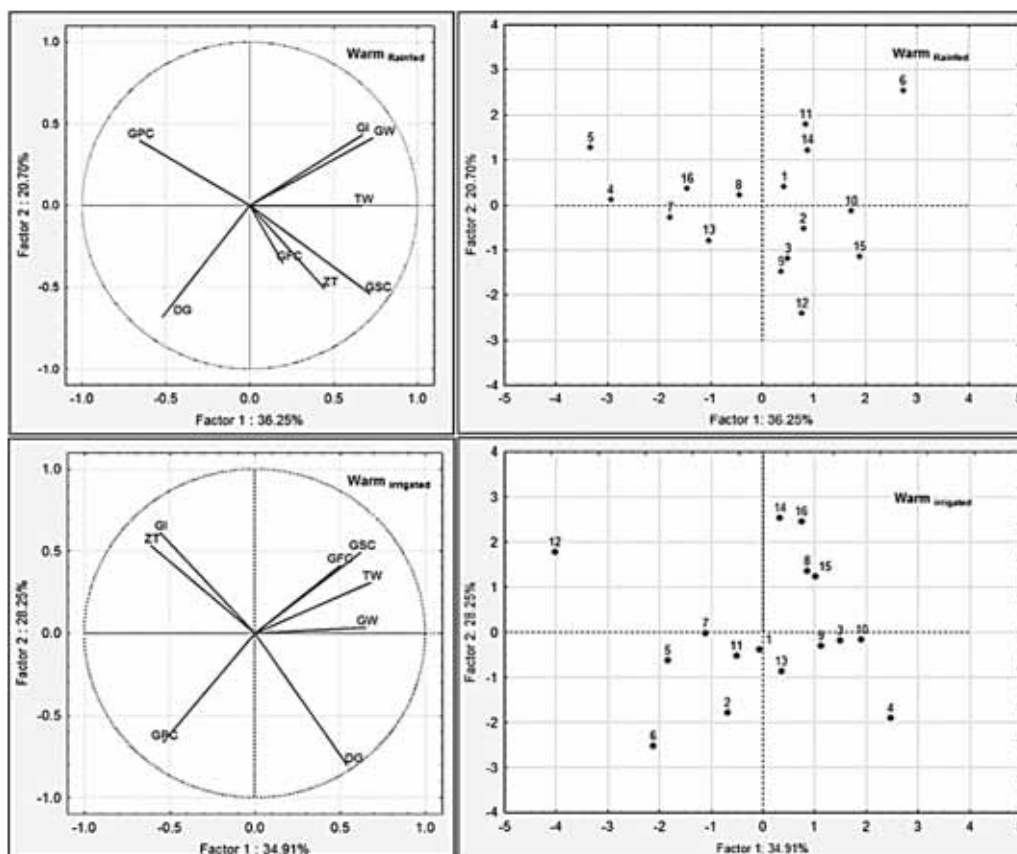 1.0
0.5
0.0
-0.5
-1.0
Factor 2 : 20.70%
Warm Rainfed
GPC
GI
GW
TW
GFC
ZT
GSC
DG
-1.0 -0.5 0.0 0.5 1.0
Factor 1 : 36.25%
4
3
2
1
0
-1
-2
-3
-4
Factor 2: 20.70%
Warm Rainfed
6
11
14
5
1
16
8
4
10
7
2
13
3
15
9
12
-5 -4 -3 -2 -1 0 1 2 3 4 5
Factor 1: 36.25%
1.0
0.5
0.0
-0.5
-1.0
Factor 2 : 28.25%
Warm Irrigated
GI
ZT
GSC
GFC
TW
GW
GPC
DG
-1.0 -0.5 0.0 0.5 1.0
Factor 1 : 34.91%
4
3
2
1
0
-1
-2
-3
-4
Factor 2: 28.25%
Warm Irrigated
14 16
12
8
15
7
1
9 3 10
11
5
13
2
4
6
-5 -4 -3 -2 -1 0 1 2 3 4 5
Factor 1: 34.91%